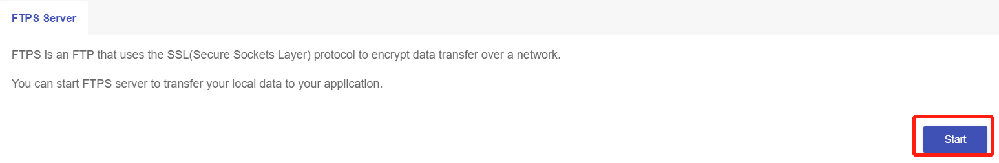 FTPS Server
FTPS is an FTP that uses the SSL(Secure Sockets Layer) protocol to encrypt data transfer over a network.
You can start FTPS server to transfer your local data to your application.
Start